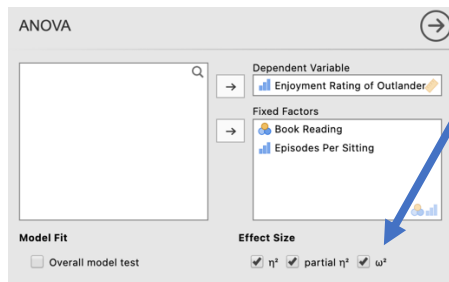 ANOVA
Dependent Variable
Enjoyment Rating of Outlander
Fixed Factors
Book Reading
Episodes Per Sitting
Model Fit
Effect Size
Overall model test
η² partial η² ω²